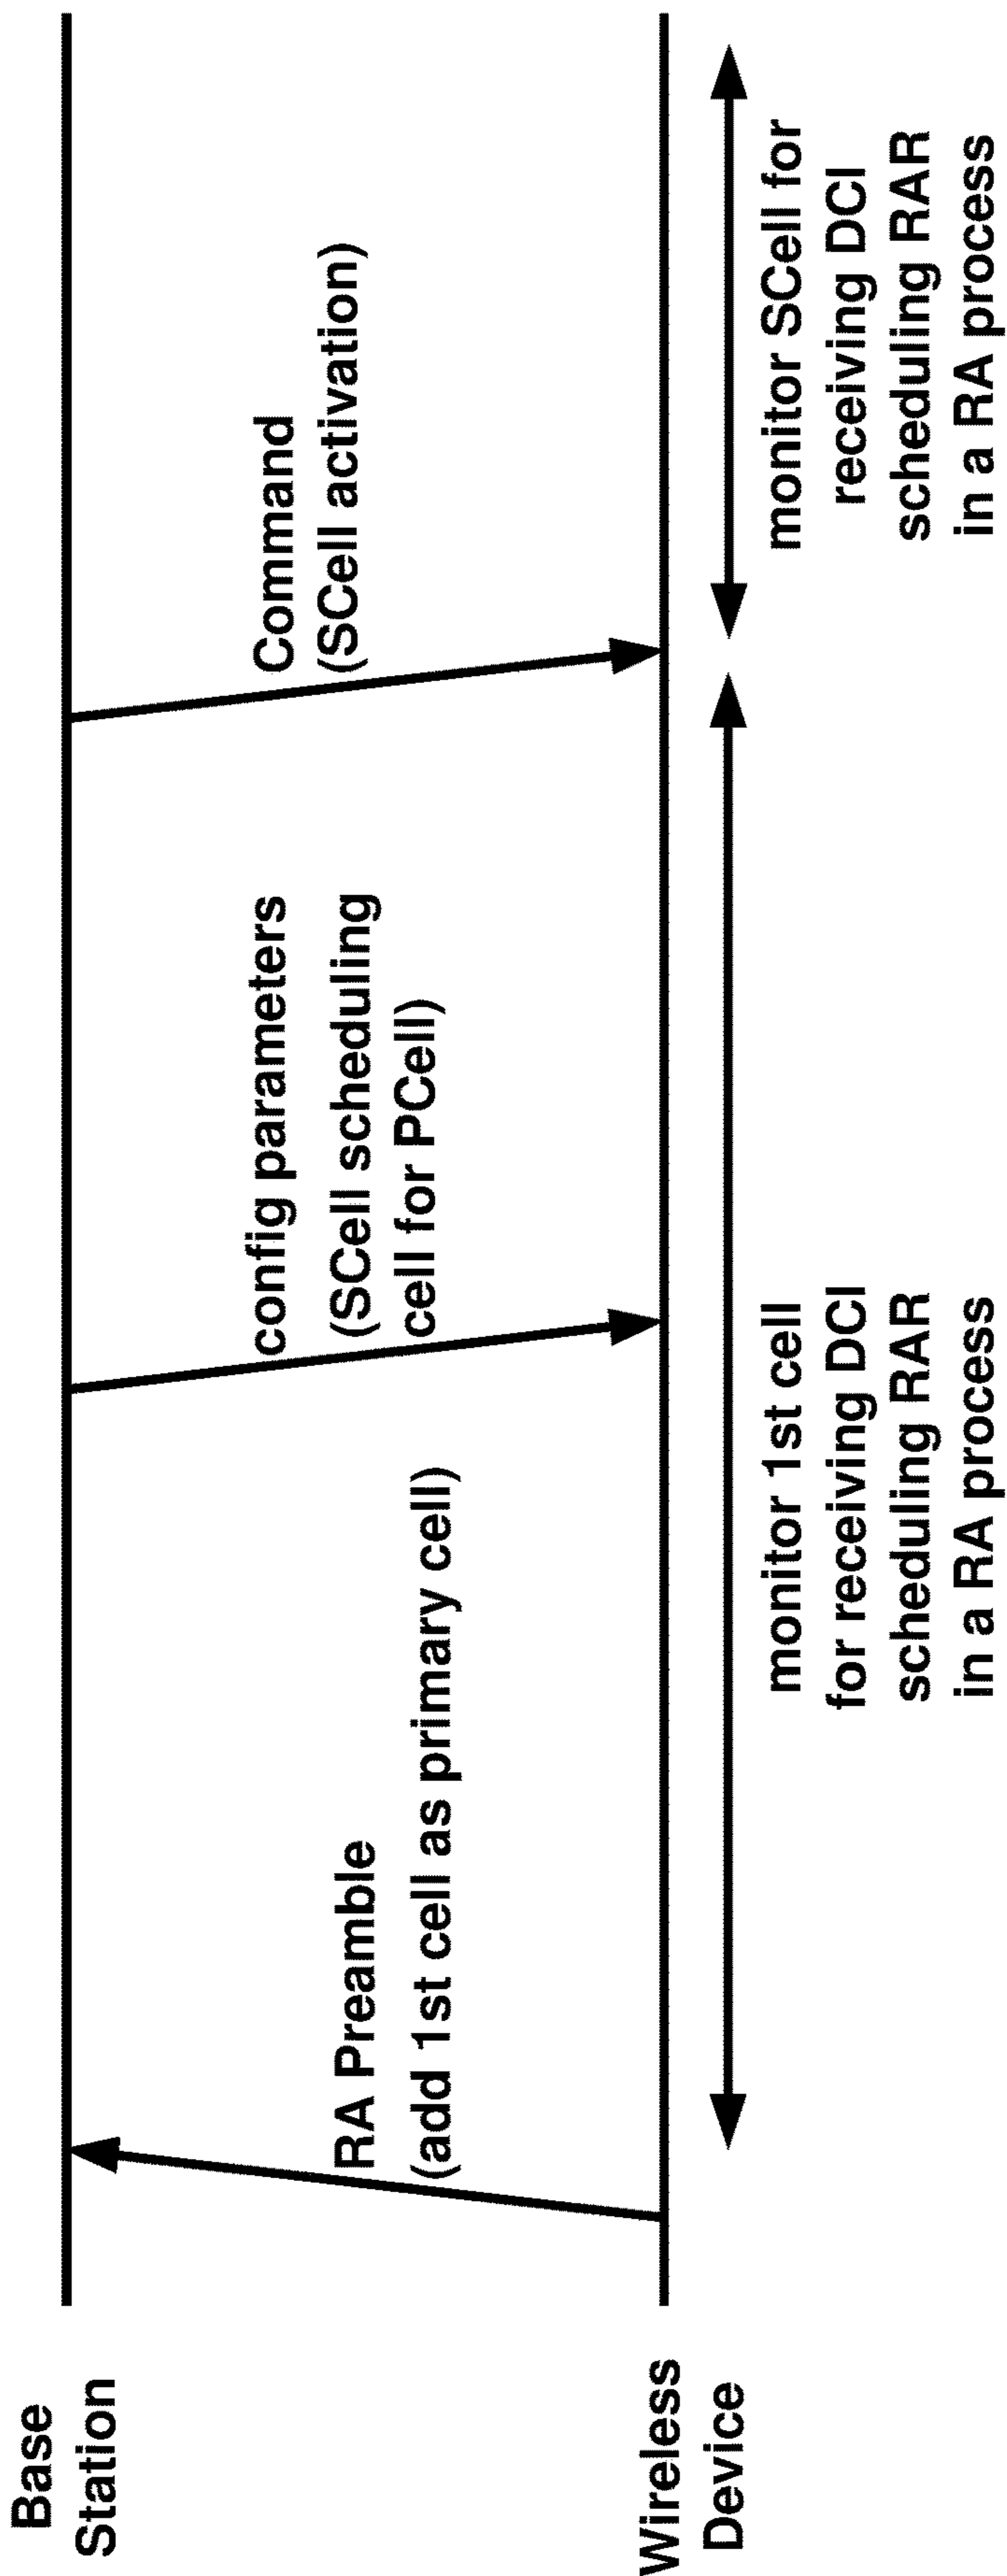 Base
Station
RA Preamble
(add 1st cell as primary cell)
config parameters
(SCell scheduling
cell for PCell)
Command
(SCell activation)
Wireless
Device
monitor 1st cell
for receiving DCI
scheduling RAR
in a RA process
monitor SCell for
receiving DCI
scheduling RAR
in a RA process